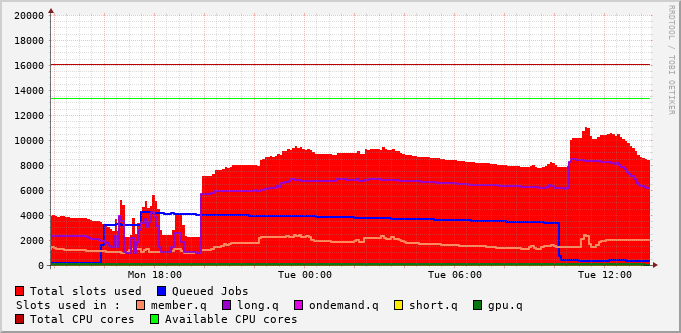 20000
18000
16000
14000
12000
10000
8000
6000
4000
2000
0
Mon 18:00 Tue 00:00 Tue 06:00 Tue 12:00
RRDTOOL / TOBI OETIKER
Total slots used Queued Jobs
Slots used in : member.q long.q ondemand.q short.q gpu.q
Total CPU cores Available CPU cores